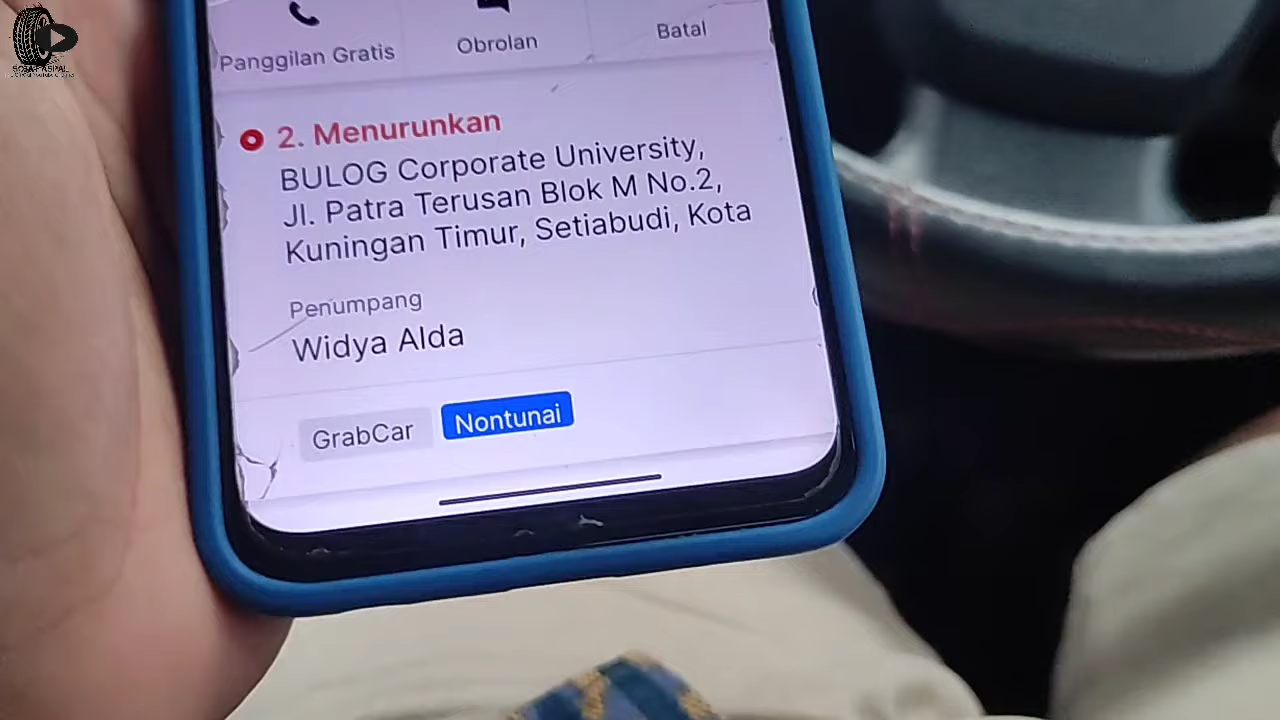 Panggilan Gratis
Obrolan
Batal
2. Menurunkan
BULOG Corporate University,
Jl. Patra Terusan Blok M No.2,
Kuningan Timur, Setiabudi, Kota
Penumpang
Widya Alda
GrabCar
Nontunai